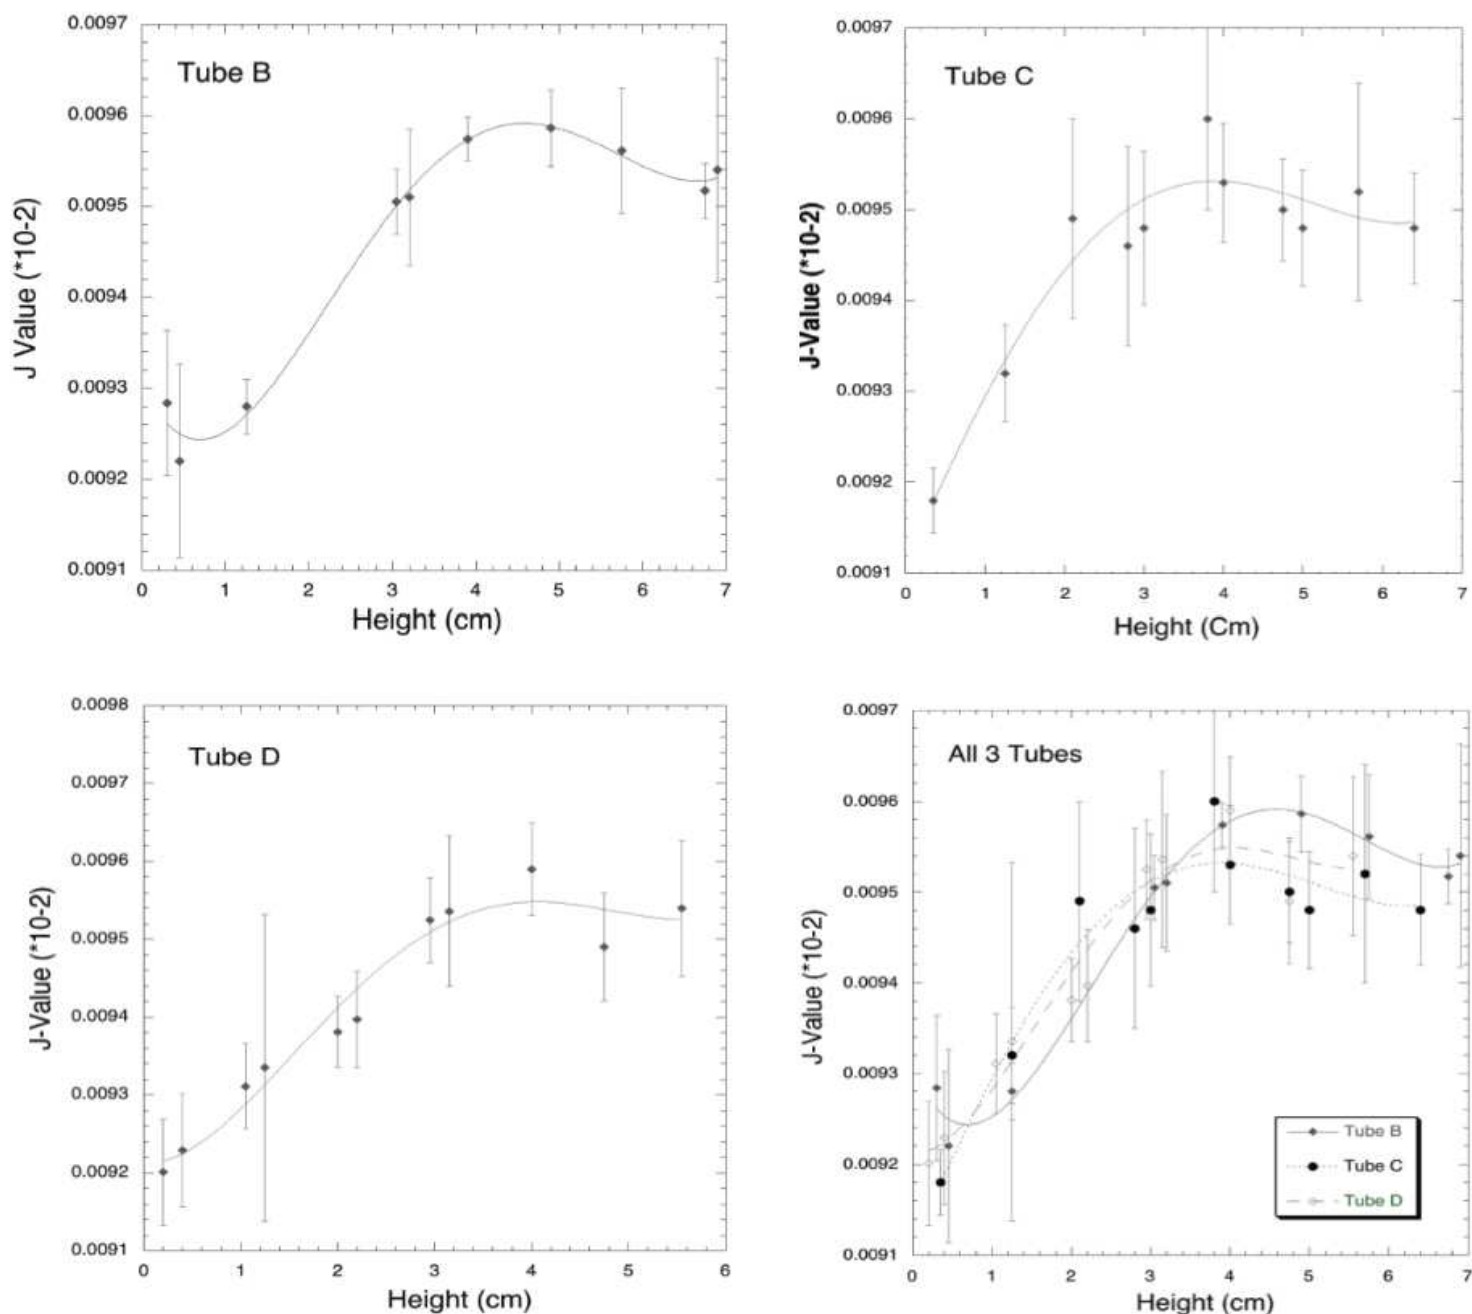 Tube B
J Value (*10-2)
0.0097
0.0096
0.0095
0.0094
0.0093
0.0092
0.0091
0 1 2 3 4 5 6 7
Height (cm)
Tube C
J-Value (*10-2)
0.0097
0.0096
0.0095
0.0094
0.0093
0.0092
0.0091
0 1 2 3 4 5 6 7
Height (Cm)
Tube D
J-Value (*10-2)
0.0098
0.0097
0.0096
0.0095
0.0094
0.0093
0.0092
0.0091
0 1 2 3 4 5 6
Height (cm)
All 3 Tubes
J-Value (*10-2)
0.0097
0.0096
0.0095
0.0094
0.0093
0.0092
0.0091
0 1 2 3 4 5 6 7
Height (cm)
Tube B
Tube C
Tube D